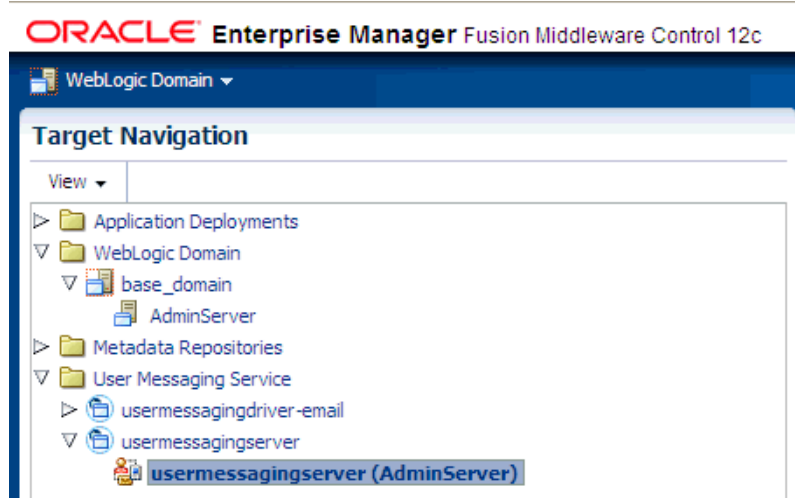 ORACLE Enterprise Manager Fusion Middleware Control 12c
WebLogic Domain
Target Navigation
View
Application Deployments
WebLogic Domain
base_domain
AdminServer
Metadata Repositories
User Messaging Service
usermessagingdriver-email
usermessagingserver
usermessagingserver (AdminServer)